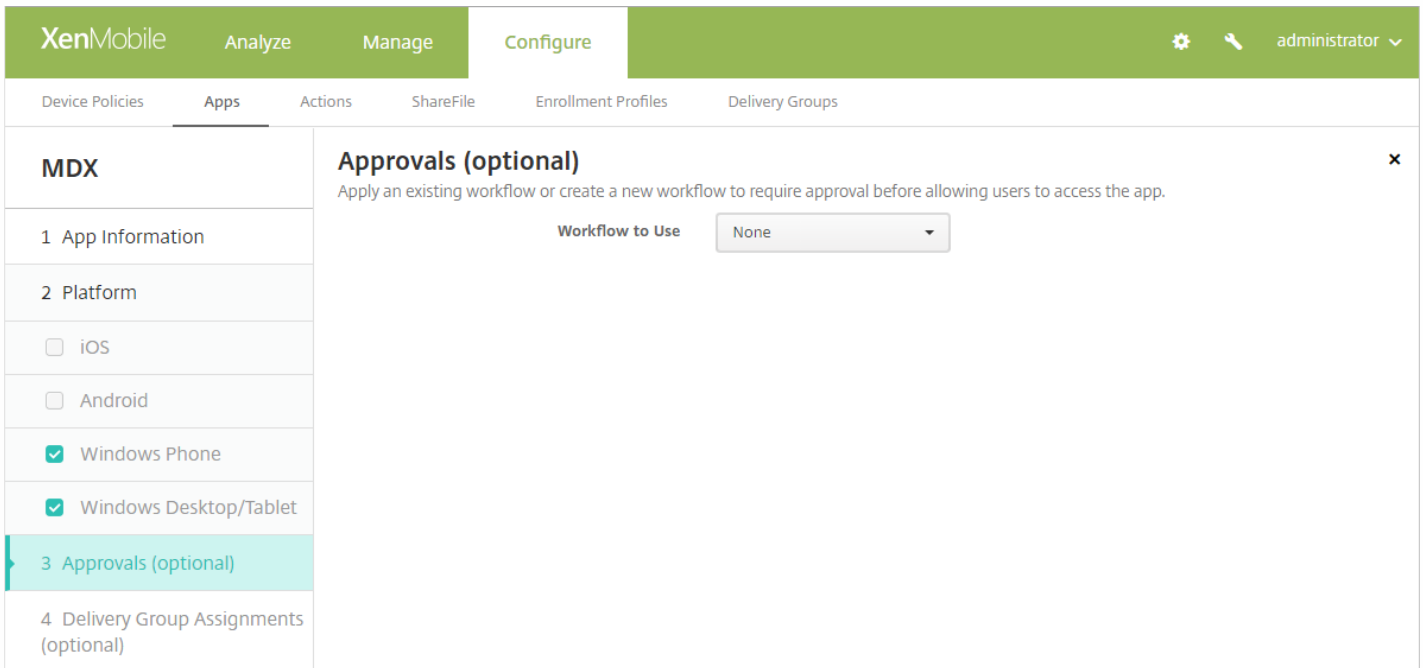 XenMobile Analyze Manage Configure administrator
Device Policies Apps Actions ShareFile Enrollment Profiles Delivery Groups
MDX
1 App Information
2 Platform
iOS
Android
Windows Phone
Windows Desktop/Tablet
3 Approvals (optional)
4 Delivery Group Assignments
(optional)
Approvals (optional)
Apply an existing workflow or create a new workflow to require approval before allowing users to access the app.
Workflow to Use None